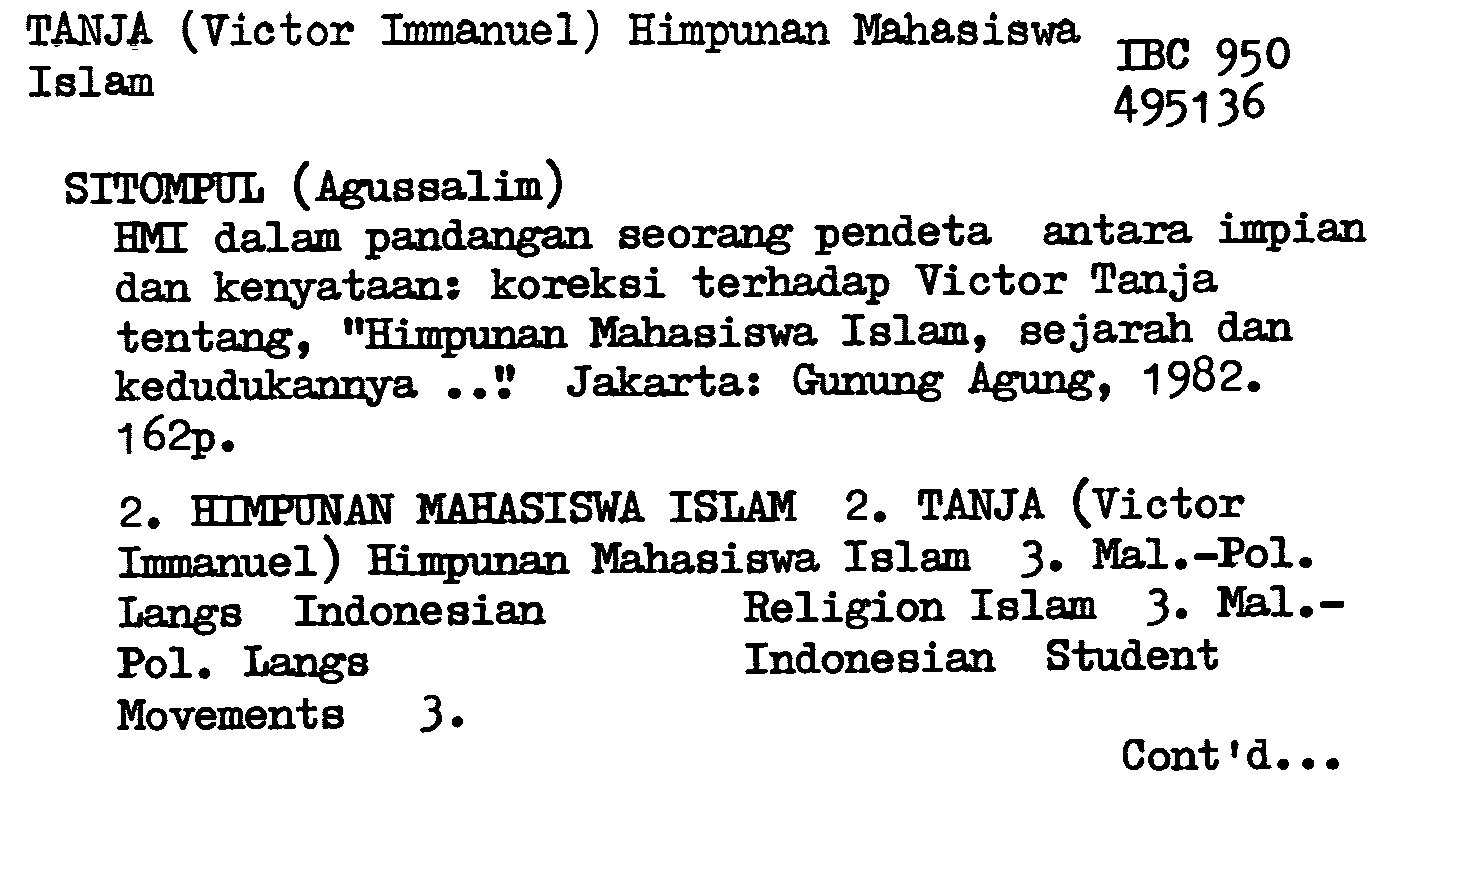 TANJA (Victor Immanuel) Himpunan Mahasiswa
Islam
IBC 950
495136
SITOMPUL (Agussalim)
HMI dalam pandangan seorang pendeta antara impian
dan kenyataan: koreksi terhadap Victor Tanja
tentang, "Himpunan Mahasiswa Islam, sejarah dan
kedudukannya ..". Jakarta: Gunung Agung, 1982.
162p.
2. HIMPUNAN MAHASISWA ISLAM 2. TANJA (Victor
Immanuel) Himpunan Mahasiswa Islam 3. Mal.-Pol.
Langs Indonesian Religion Islam 3. Mal.-
Pol. Langs Indonesian Student
Movements 3.
Cont'd...